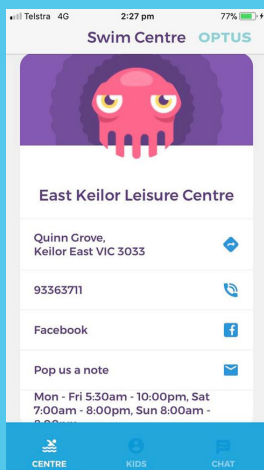 Telstra 4G 2:27 pm 77%
Swim Centre OPTUS
East Keilor Leisure Centre
Quinn Grove,
Keilor East VIC 3033
93363711
Facebook
Pop us a note
Mon - Fri 5:30am - 10:00pm, Sat
7:00am - 8:00pm, Sun 8:00am -
CENTRE KIDS CHAT